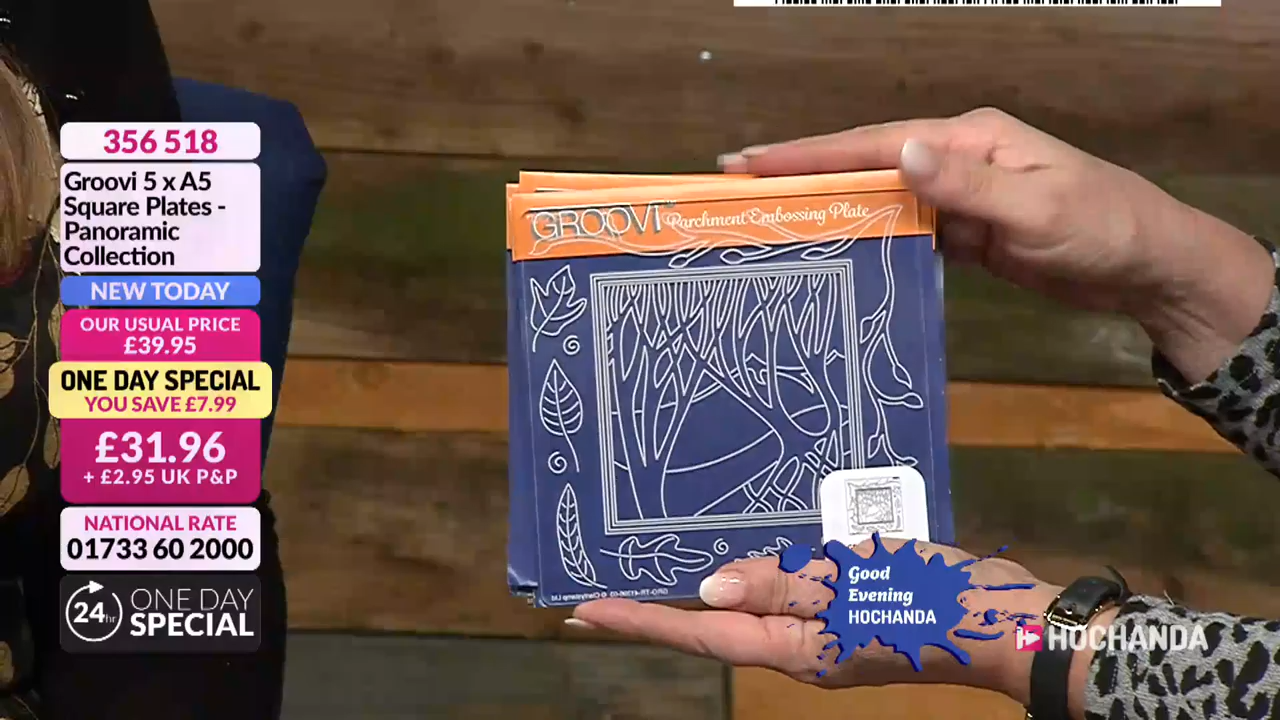 356 518
Groovi 5 x A5
Square Plates -
Panoramic
Collection
NEW TODAY
OUR USUAL PRICE
£39.95
ONE DAY SPECIAL
YOU SAVE £7.99
£31.96
+ £2.95 UK P&P
NATIONAL RATE
01733 60 2000
24hr
ONE DAY
SPECIAL
GROOVI™ Parchment Embossing Plate
Good
Evening
HOCHANDA
HOCHANDA